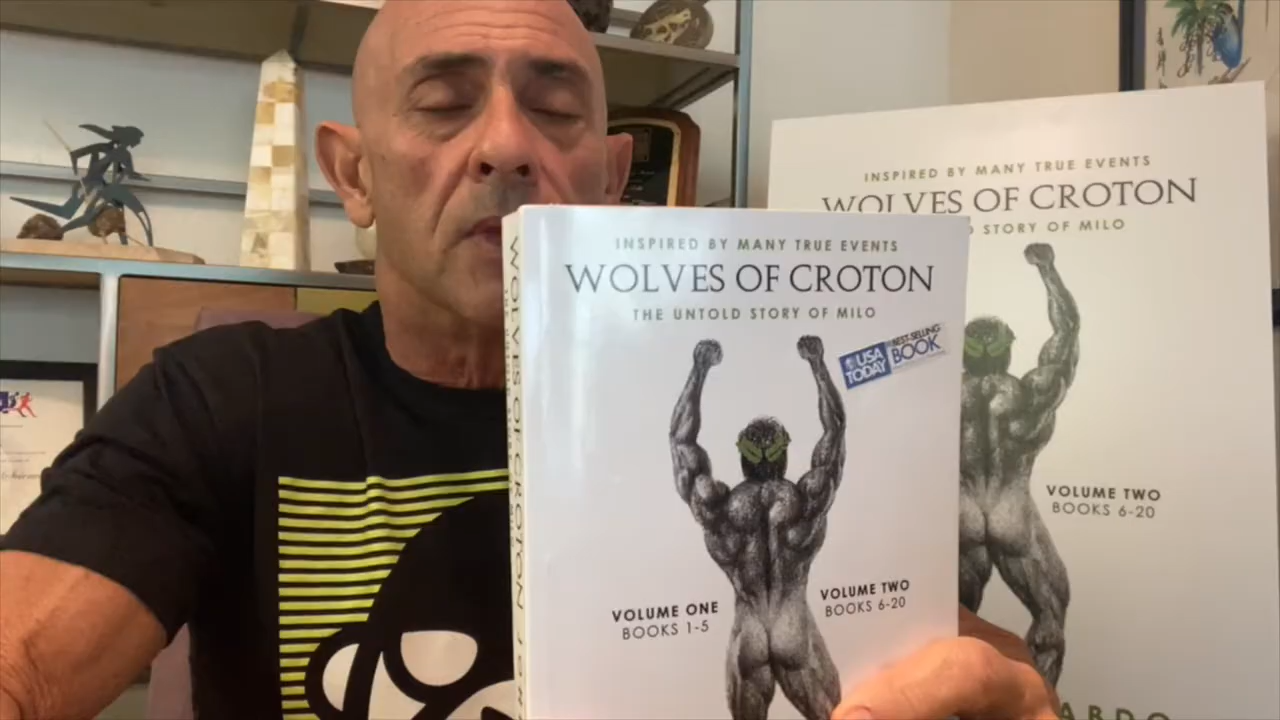 INSPIRED BY MANY TRUE EVENTS
WOLVES OF CROTON
STORY OF MILO
VOLUME TWO
BOOKS 6-20
INSPIRED BY MANY TRUE EVENTS
WOLVES OF CROTON
THE UNTOLD STORY OF MILO
USA TODAY
BEST-SELLING
BOOK
VOLUME ONE
BOOKS 1-5
VOLUME TWO
BOOKS 6-20
WOLVES OF CROTON